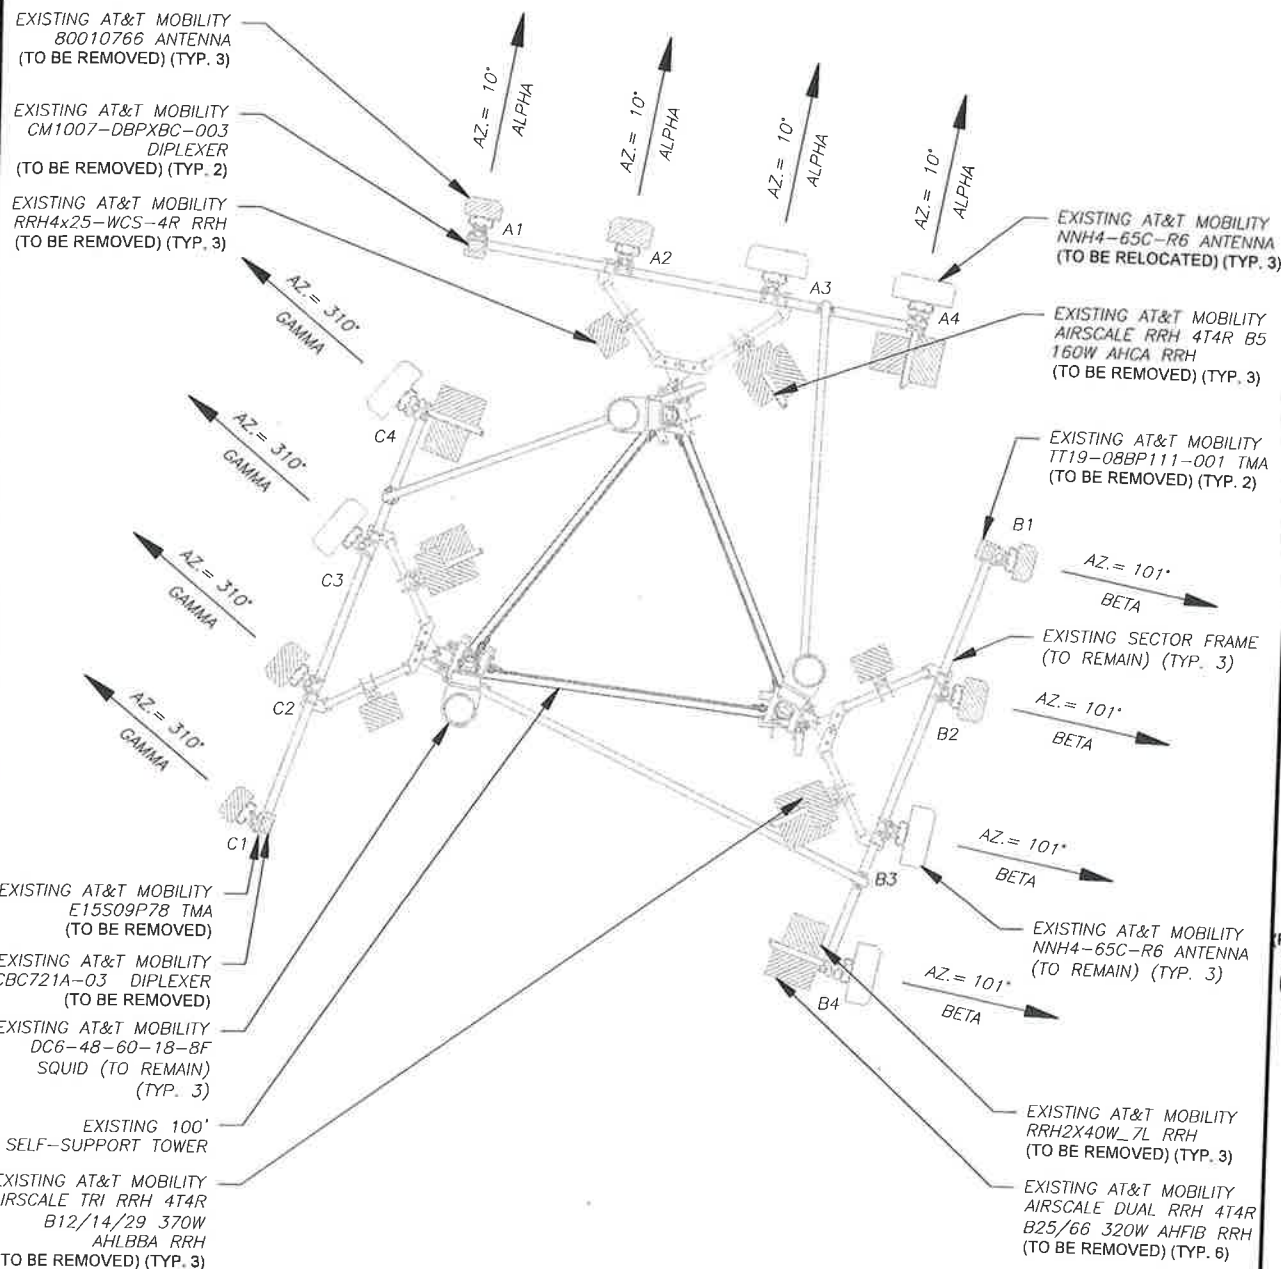 EXISTING AT&T MOBILITY
80010766 ANTENNA
(TO BE REMOVED) (TYP. 3)
EXISTING AT&T MOBILITY
CM1007-DBPXBC-003
DIPLEXER
(TO BE REMOVED) (TYP. 2)
EXISTING AT&T MOBILITY
RRH4x25-WCS-4R RRH
(TO BE REMOVED) (TYP. 3)
AZ.= 10°
ALPHA
AZ.= 10°
ALPHA
AZ.= 10°
ALPHA
AZ.= 10°
ALPHA
A1
A2
A3
A4
EXISTING AT&T MOBILITY
NNH4-65C-R6 ANTENNA
(TO BE RELOCATED) (TYP. 3)
EXISTING AT&T MOBILITY
AIRSCALE RRH 4T4R B5
160W AHCA RRH
(TO BE REMOVED) (TYP. 3)
EXISTING AT&T MOBILITY
TT19-08BP111-001 TMA
(TO BE REMOVED) (TYP. 2)
AZ.= 310°
GAMMA
AZ.= 310°
GAMMA
AZ.= 310°
GAMMA
AZ.= 310°
GAMMA
C4
C3
C2
C1
B1
AZ.= 101°
BETA
EXISTING SECTOR FRAME
(TO REMAIN) (TYP. 3)
B2
AZ.= 101°
BETA
AZ.= 101°
BETA
B3
EXISTING AT&T MOBILITY
NNH4-65C-R6 ANTENNA
(TO REMAIN) (TYP. 3)
AZ.= 101°
BETA
B4
EXISTING AT&T MOBILITY
E15S09P78 TMA
(TO BE REMOVED)
EXISTING AT&T MOBILITY
CBC721A-03 DIPLEXER
(TO BE REMOVED)
EXISTING AT&T MOBILITY
DC6-48-60-18-8F
SQUID (TO REMAIN)
(TYP. 3)
EXISTING 100'
SELF-SUPPORT TOWER
EXISTING AT&T MOBILITY
AIRSCALE TRI RRH 4T4R
B12/14/29 370W
AHLBBA RRH
(TO BE REMOVED) (TYP. 3)
EXISTING AT&T MOBILITY
RRH2X40W_7L RRH
(TO BE REMOVED) (TYP. 3)
EXISTING AT&T MOBILITY
AIRSCALE DUAL RRH 4T4R
B25/66 320W AHFIB RRH
(TO BE REMOVED) (TYP. 6)